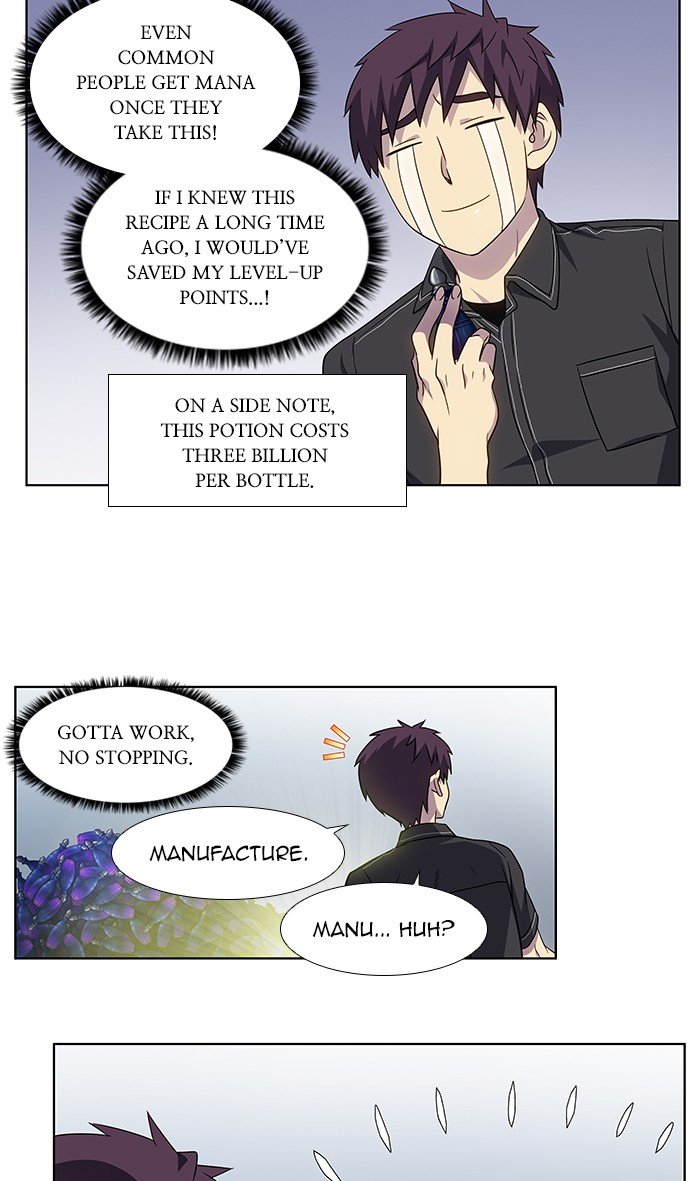 EVEN
COMMON
PEOPLE GET MANA
ONCE THEY
TAKE THIS!
IF I KNEW THIS
RECIPE A LONG TIME
AGO, I WOULD'VE
SAVED MY LEVEL-UP
POINTS...!
ON A SIDE NOTE,
THIS POTION COSTS
THREE BILLION
PER BOTTLE.
GOTTA WORK,
NO STOPPING.
MANUFACTURE.
MANU... HUH?